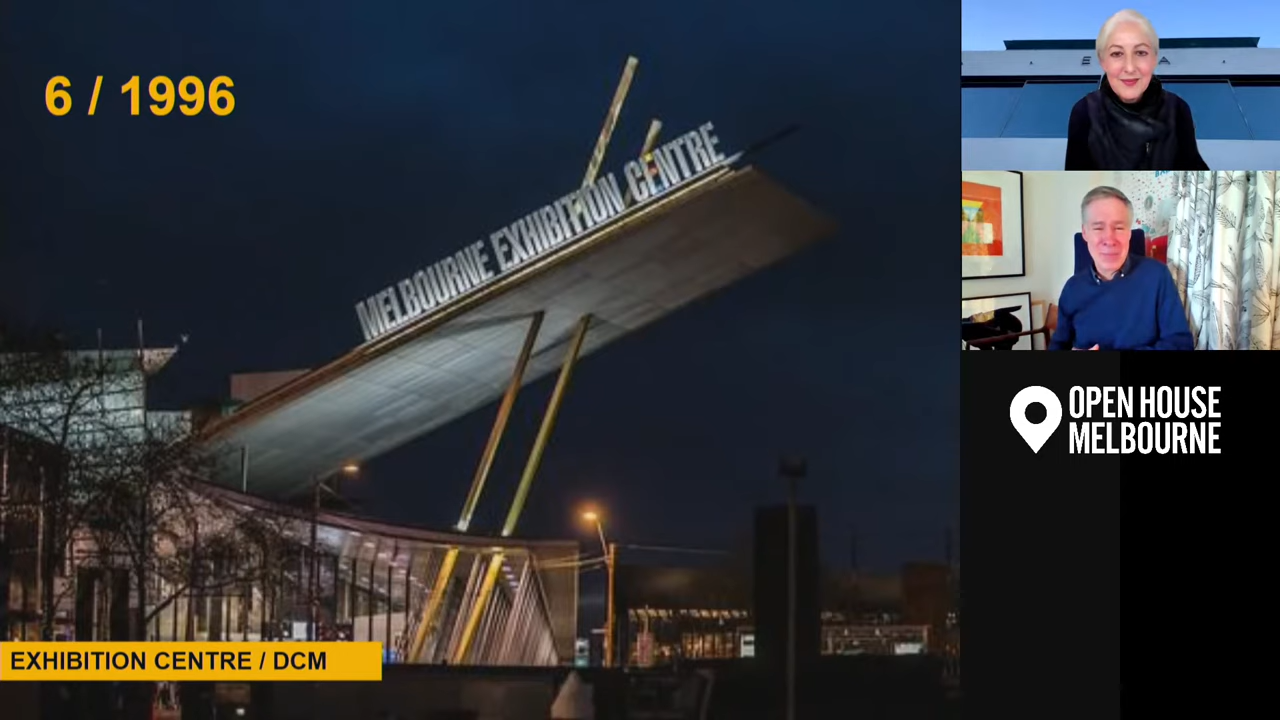 6 / 1996
MELBOURNE EXHIBITION CENTRE
EXHIBITION CENTRE / DCM
OPEN HOUSE
MELBOURNE